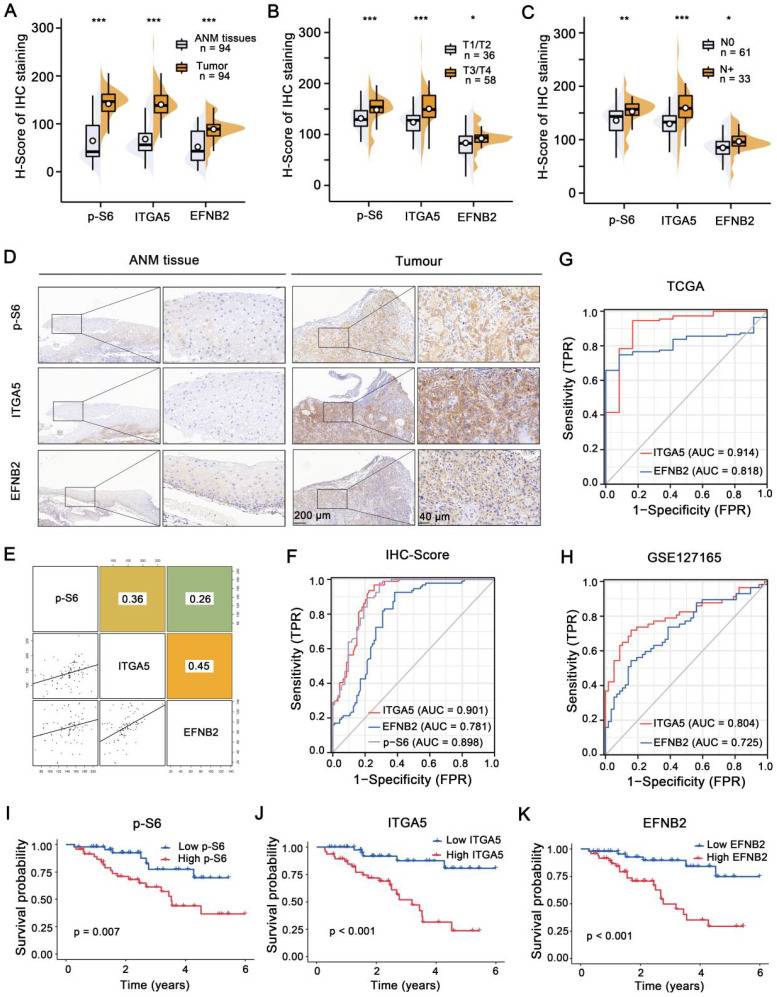 A
H-Score of IHC staining
300
200
100
0
***
***
***
ANM tissues
n = 94
Tumor
n = 94
p-S6
ITGA5
EFNB2
B
H-Score of IHC staining
300
200
100
0
***
***
*
T1/T2
n = 36
T3/T4
n = 58
p-S6
ITGA5
EFNB2
C
H-Score of IHC staining
300
200
100
0
**
***
*
N0
n = 61
N+
n = 33
p-S6
ITGA5
EFNB2
D
ANM tissue
Tumour
p-S6
ITGA5
EFNB2
200 μm
40 μm
E
p-S6
0.36
0.26
ITGA5
0.45
EFNB2
F
IHC-Score
Sensitivity (TPR)
1.0
0.8
0.6
0.4
0.2
0.0
ITGA5 (AUC = 0.901)
EFNB2 (AUC = 0.781)
p-S6 (AUC = 0.898)
0.0 0.2 0.4 0.6 0.8 1.0
1−Specificity (FPR)
G
TCGA
Sensitivity (TPR)
1.0
0.8
0.6
0.4
0.2
0.0
ITGA5 (AUC = 0.914)
EFNB2 (AUC = 0.818)
0.0 0.2 0.4 0.6 0.8 1.0
1−Specificity (FPR)
H
GSE127165
Sensitivity (TPR)
1.0
0.8
0.6
0.4
0.2
0.0
ITGA5 (AUC = 0.804)
EFNB2 (AUC = 0.725)
0.0 0.2 0.4 0.6 0.8 1.0
1−Specificity (FPR)
I
p-S6
Survival probability
1.00
0.75
0.50
0.25
0.00
Low p-S6
High p-S6
p = 0.007
0 2 4 6
Time (years)
J
ITGA5
Survival probability
1.00
0.75
0.50
0.25
0.00
Low ITGA5
High ITGA5
p < 0.001
0 2 4 6
Time (years)
K
EFNB2
Survival probability
1.00
0.75
0.50
0.25
0.00
Low EFNB2
High EFNB2
p < 0.001
0 2 4 6
Time (years)